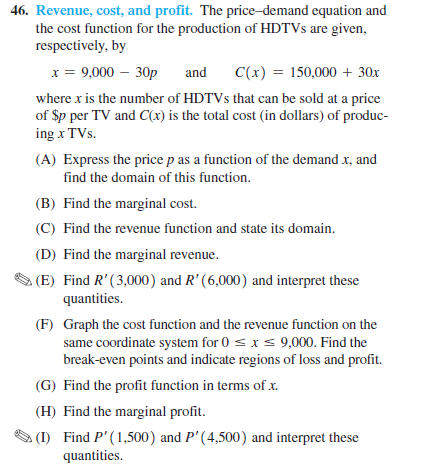 46. Revenue, cost, and profit. The price–demand equation and
the cost function for the production of HDTVs are given,
respectively, by
x = 9,000 − 30p and C(x) = 150,000 + 30x
where x is the number of HDTVs that can be sold at a price
of $p per TV and C(x) is the total cost (in dollars) of produc-
ing x TVs.
(A) Express the price p as a function of the demand x, and
find the domain of this function.
(B) Find the marginal cost.
(C) Find the revenue function and state its domain.
(D) Find the marginal revenue.
(E) Find R′(3,000) and R′(6,000) and interpret these
quantities.
(F) Graph the cost function and the revenue function on the
same coordinate system for 0 ≤ x ≤ 9,000. Find the
break-even points and indicate regions of loss and profit.
(G) Find the profit function in terms of x.
(H) Find the marginal profit.
(I) Find P′(1,500) and P′(4,500) and interpret these
quantities.